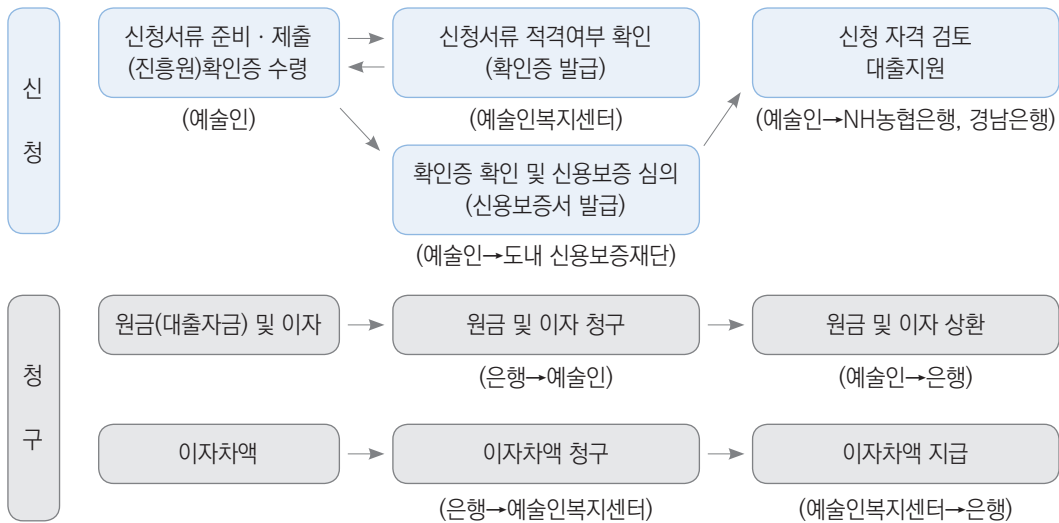 신청
신청서류 준비 · 제출
(진흥원)확인증 수령
(예술인)
신청서류 적격여부 확인
(확인증 발급)
(예술인복지센터)
신청 자격 검토
대출지원
(예술인→NH농협은행, 경남은행)
확인증 확인 및 신용보증 심의
(신용보증서 발급)
(예술인→도내 신용보증재단)
청구
원금(대출자금) 및 이자
원금 및 이자 청구
(은행→예술인)
원금 및 이자 상환
(예술인→은행)
이자차액
이자차액 청구
(은행→예술인복지센터)
이자차액 지급
(예술인복지센터→은행)